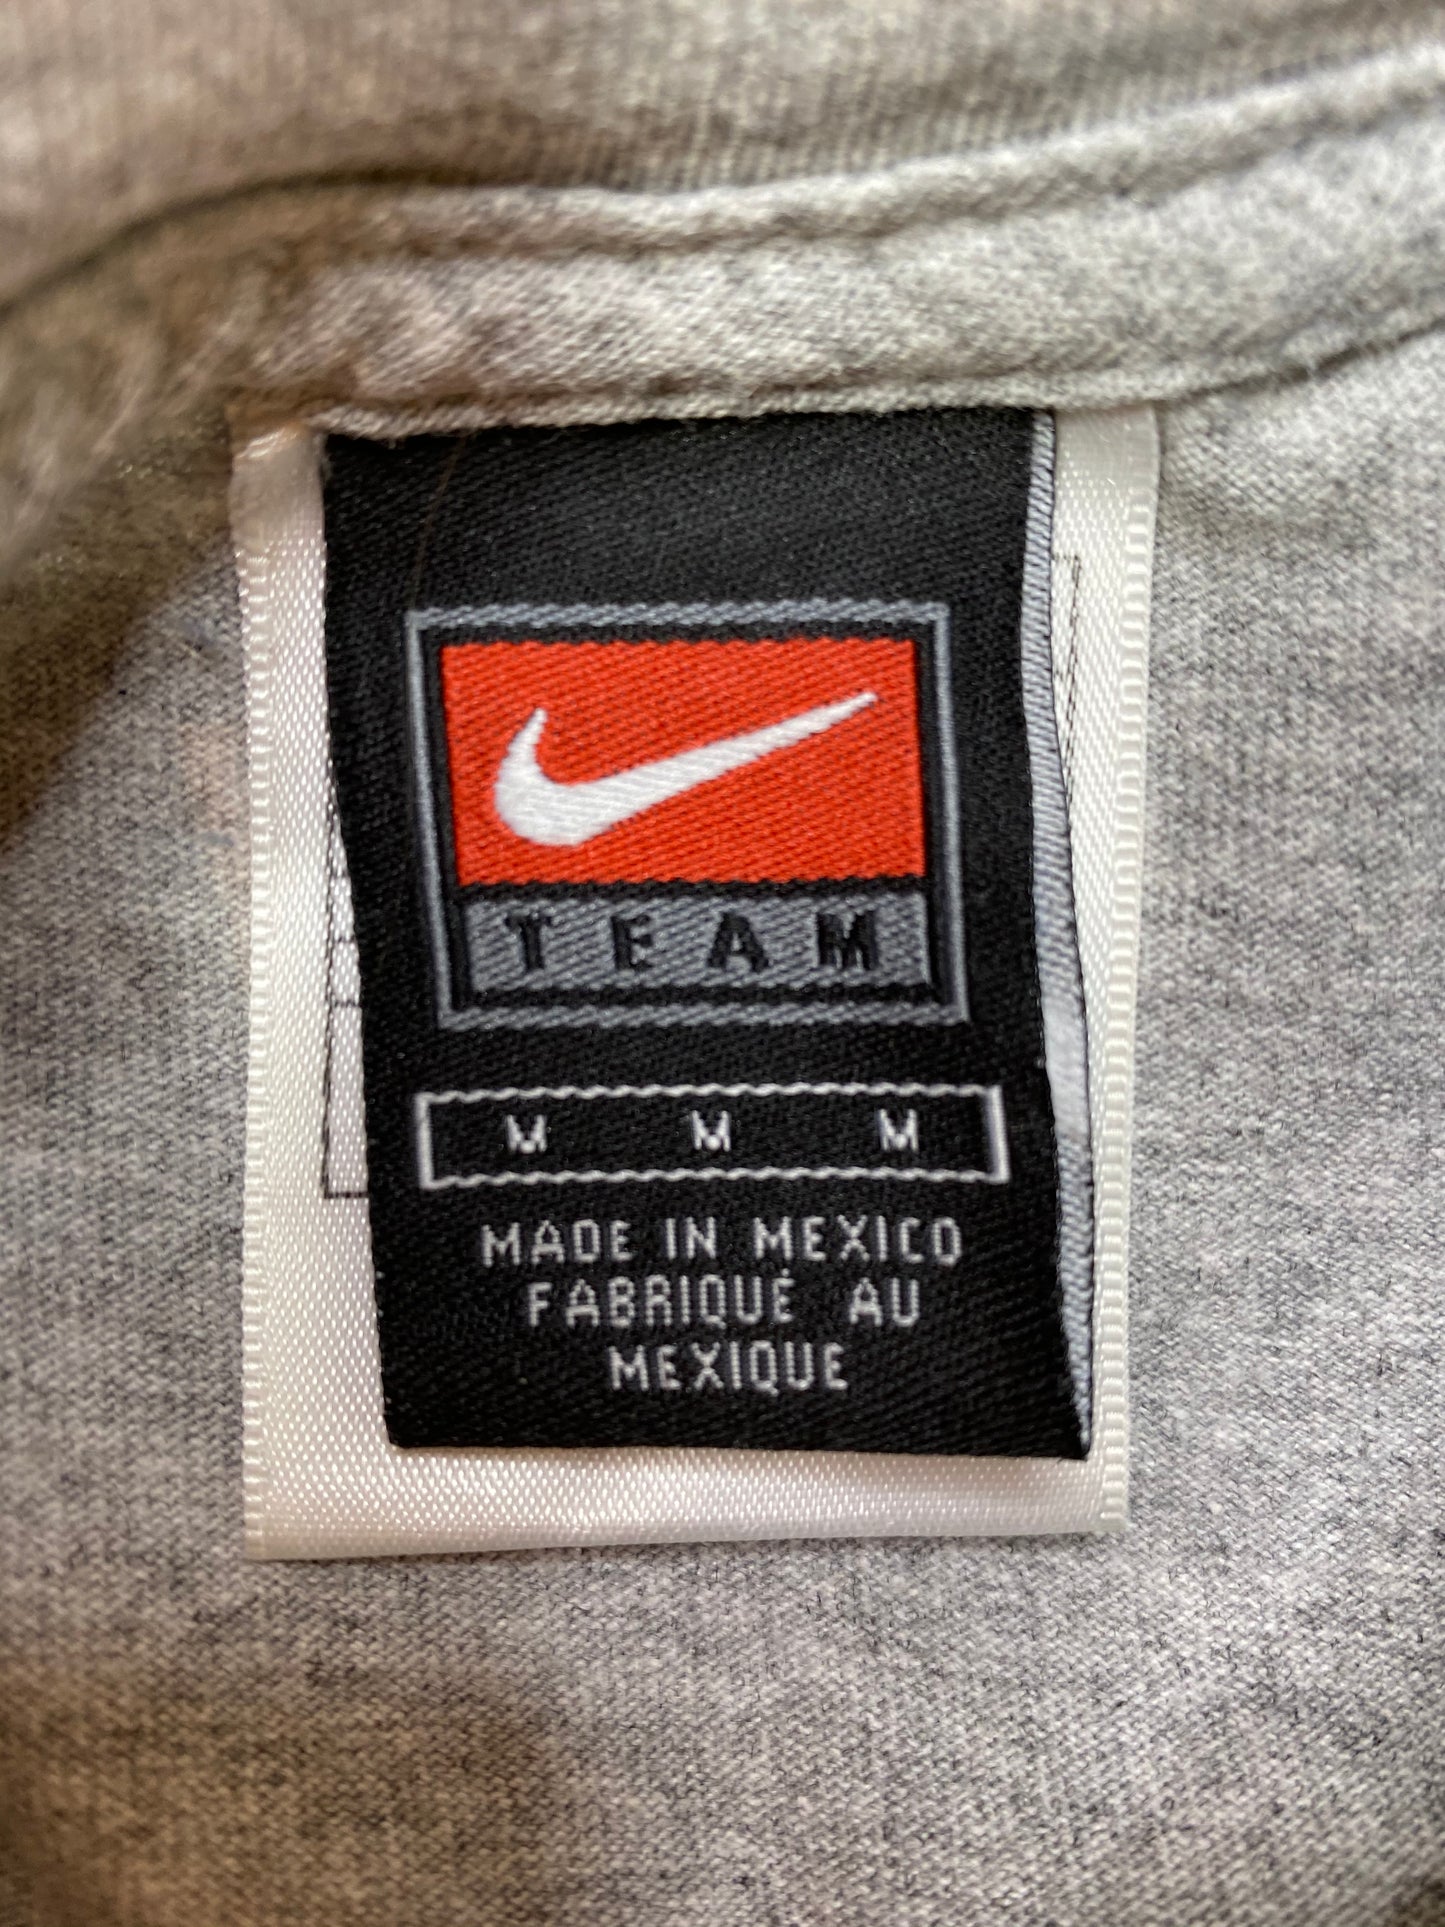 TEAM
M M M
MADE IN MEXICO
FABRIQUÉ AU
MEXIQUE